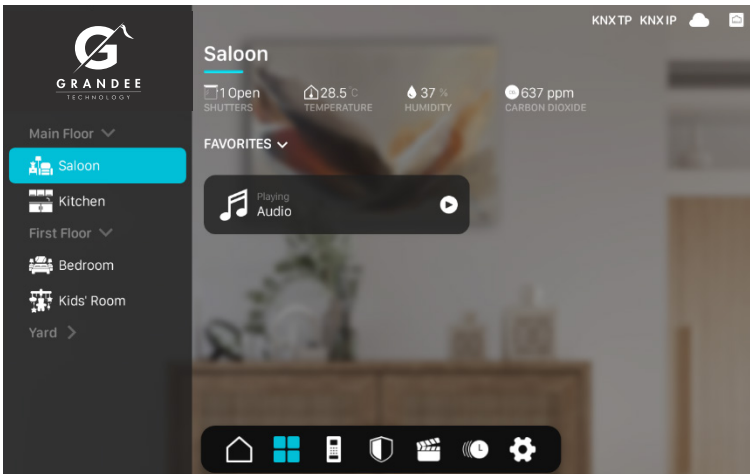 KNX TP KNX IP
GRANDEE
TECHNOLOGY
Main Floor
Saloon
Kitchen
First Floor
Bedroom
Kids' Room
Yard
Saloon
1 Open
SHUTTERS
28.5 °C
TEMPERATURE
37 %
HUMIDITY
637 ppm
CARBON DIOXIDE
FAVORITES
Playing
Audio